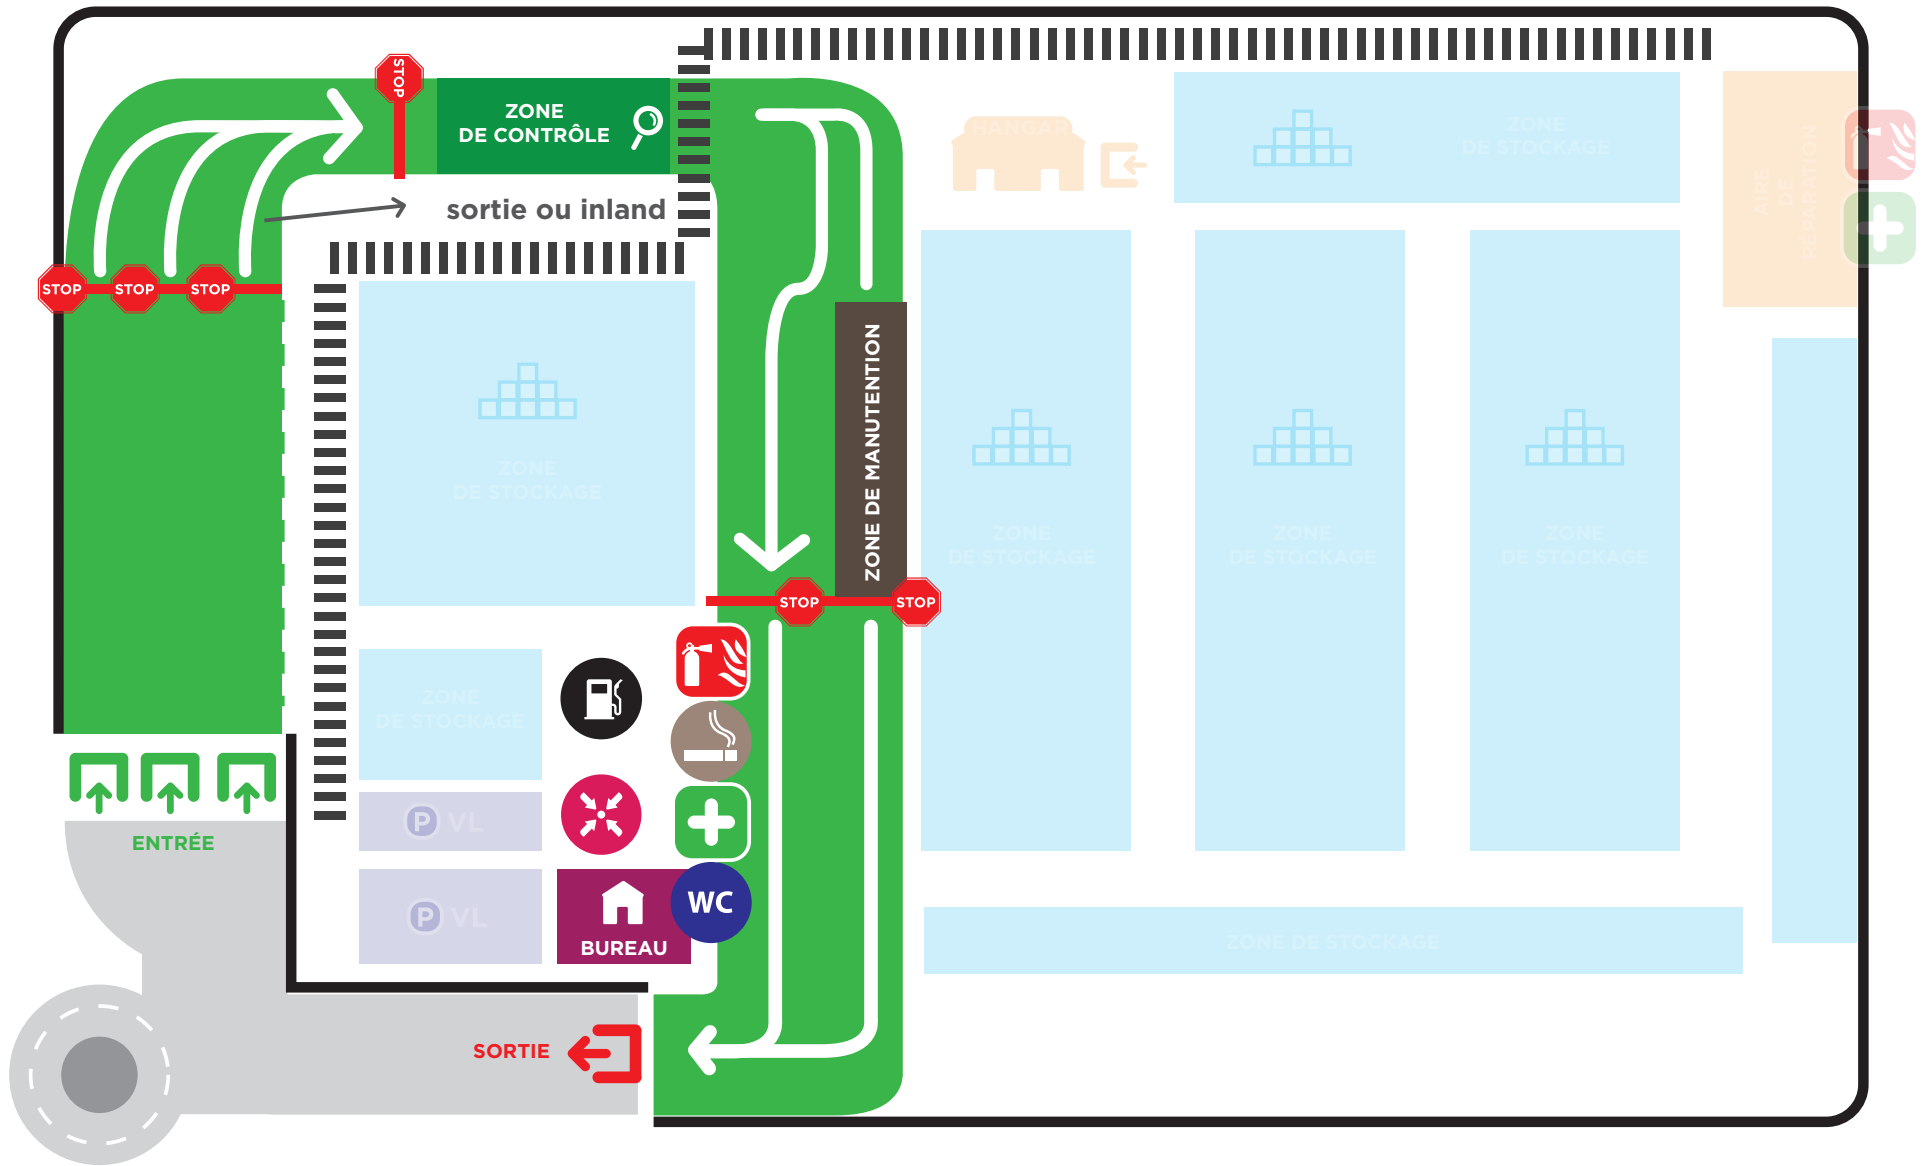 STOP
ZONE
DE CONTRÔLE
HANGAR
ZONE
DE STOCKAGE
AIRE
DE
RÉPARATION
sortie ou inland
STOP
STOP
STOP
ZONE DE MANUTENTION
ZONE
DE STOCKAGE
ZONE
DE STOCKAGE
ZONE
DE STOCKAGE
ZONE
DE STOCKAGE
STOP
STOP
ZONE
DE STOCKAGE
P VL
ENTRÉE
P VL
WC
BUREAU
ZONE DE STOCKAGE
SORTIE